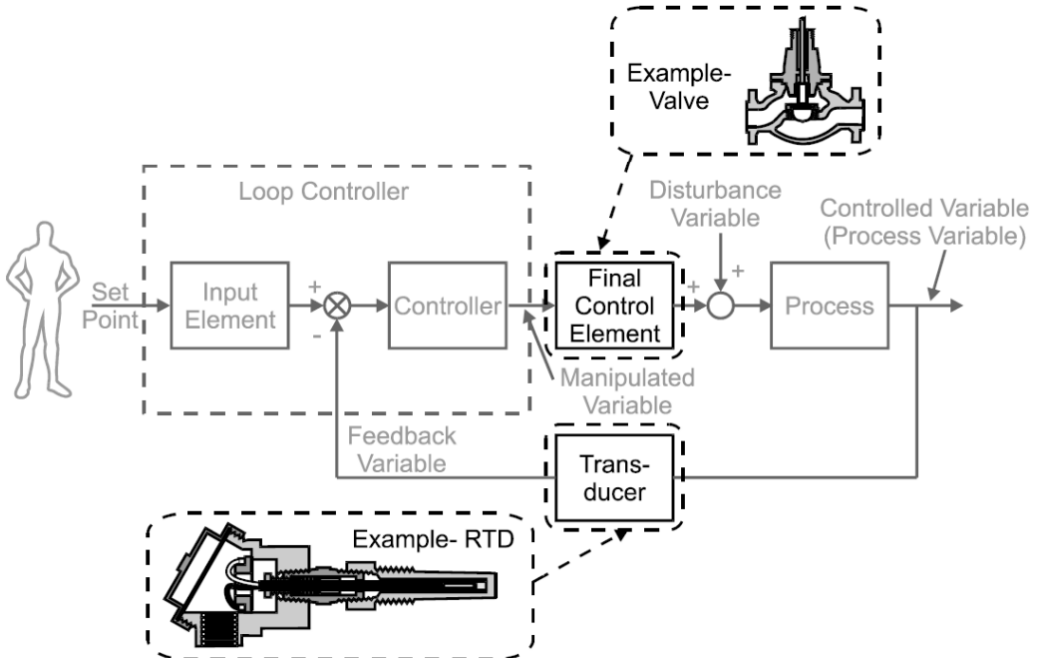 Example-
Valve
Loop Controller
Disturbance
Variable
Controlled Variable
(Process Variable)
Set
Point
Input
Element
+
-
Controller
Final
Control
Element
+
+
Process
Manipulated
Variable
Feedback
Variable
Trans-
ducer
Example- RTD